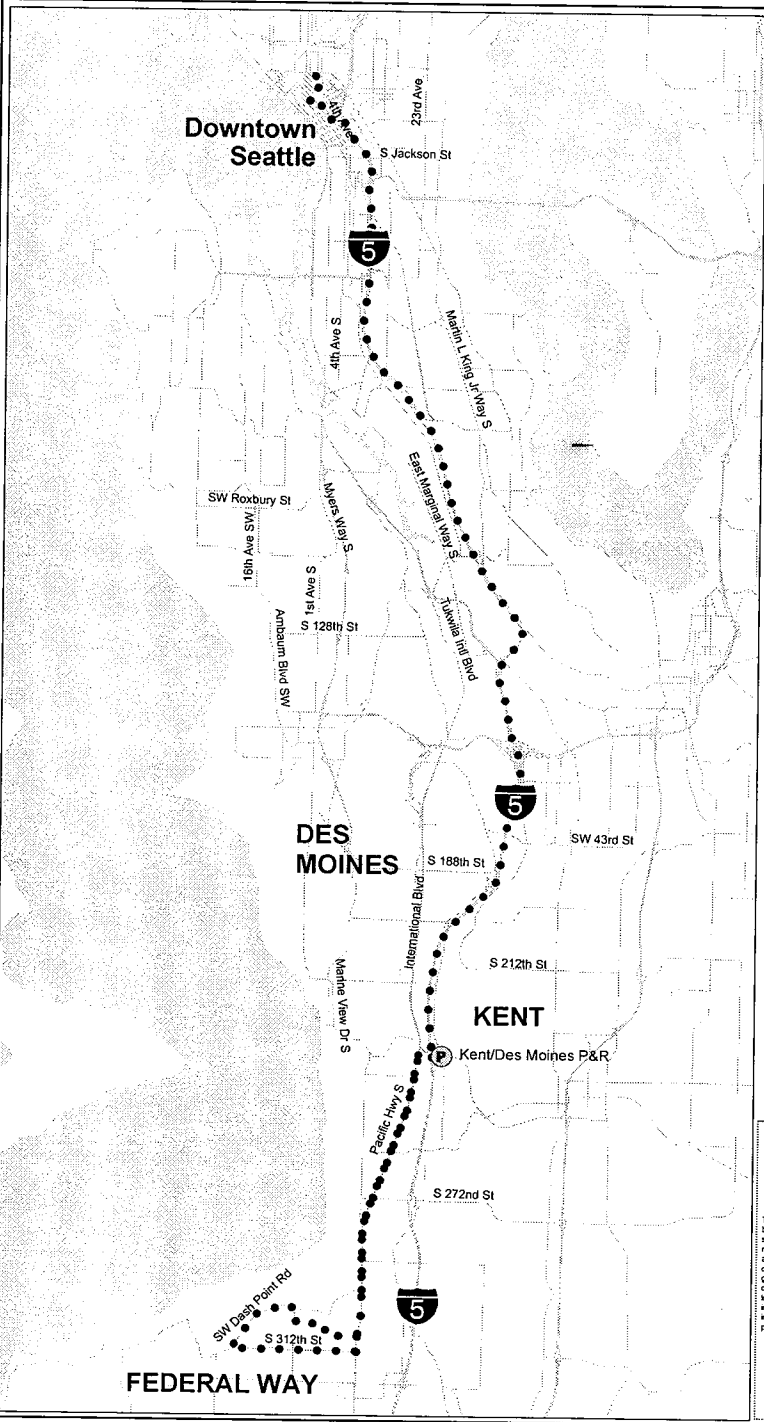 23rd Ave
4th Ave
Downtown
Seattle
S Jackson St
5
4th Ave S
Martin L King Jr Way S
East Marginal Way S
SW Roxbury St
Myers Way S
16th Ave SW
1st Ave S
S 128th St
Tukwila Intl Blvd
Ambaum Blvd SW
5
DES
MOINES
SW 43rd St
S 188th St
International Blvd
S 212th St
Marine View Dr S
KENT
P
Kent/Des Moines P&R
Pacific Hwy S
S 272nd St
SW Dash Point Rd
5
S 312th St
FEDERAL WAY